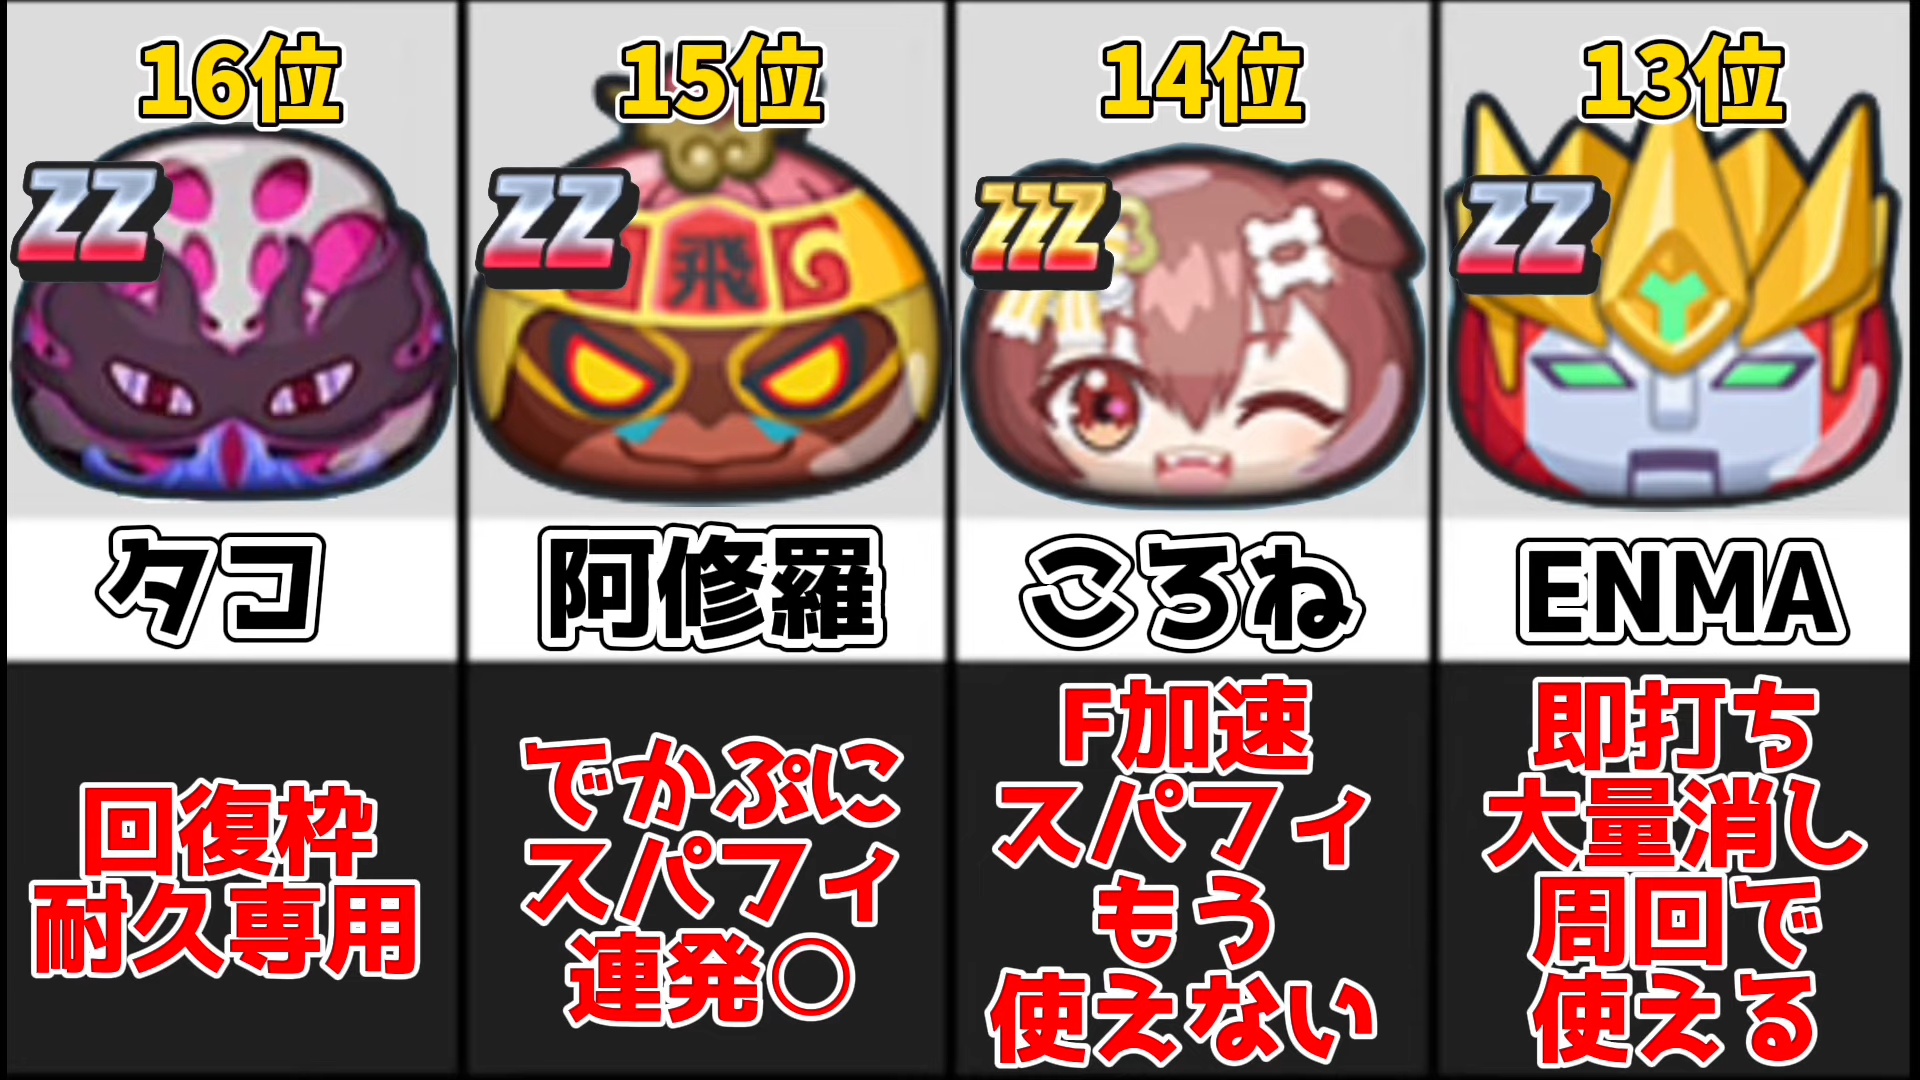 16位
ZZ
タコ
回復枠
耐久専用
15位
ZZ
飛
阿修羅
でかぷに
スパフィ
連発○
14位
ZZZ
ころね
F加速
スパフィ
もう
使えない
13位
ZZ
ENMA
即打ち
大量消し
周回で
使える